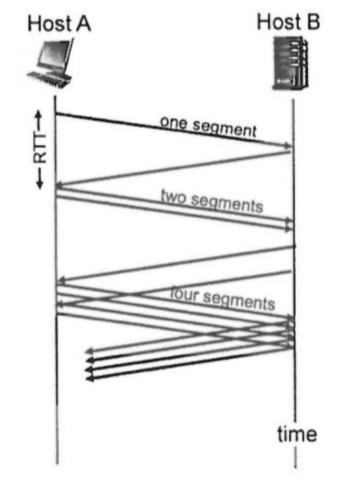 Host A
Host B
one segment
RTT
two segments
four segments
time